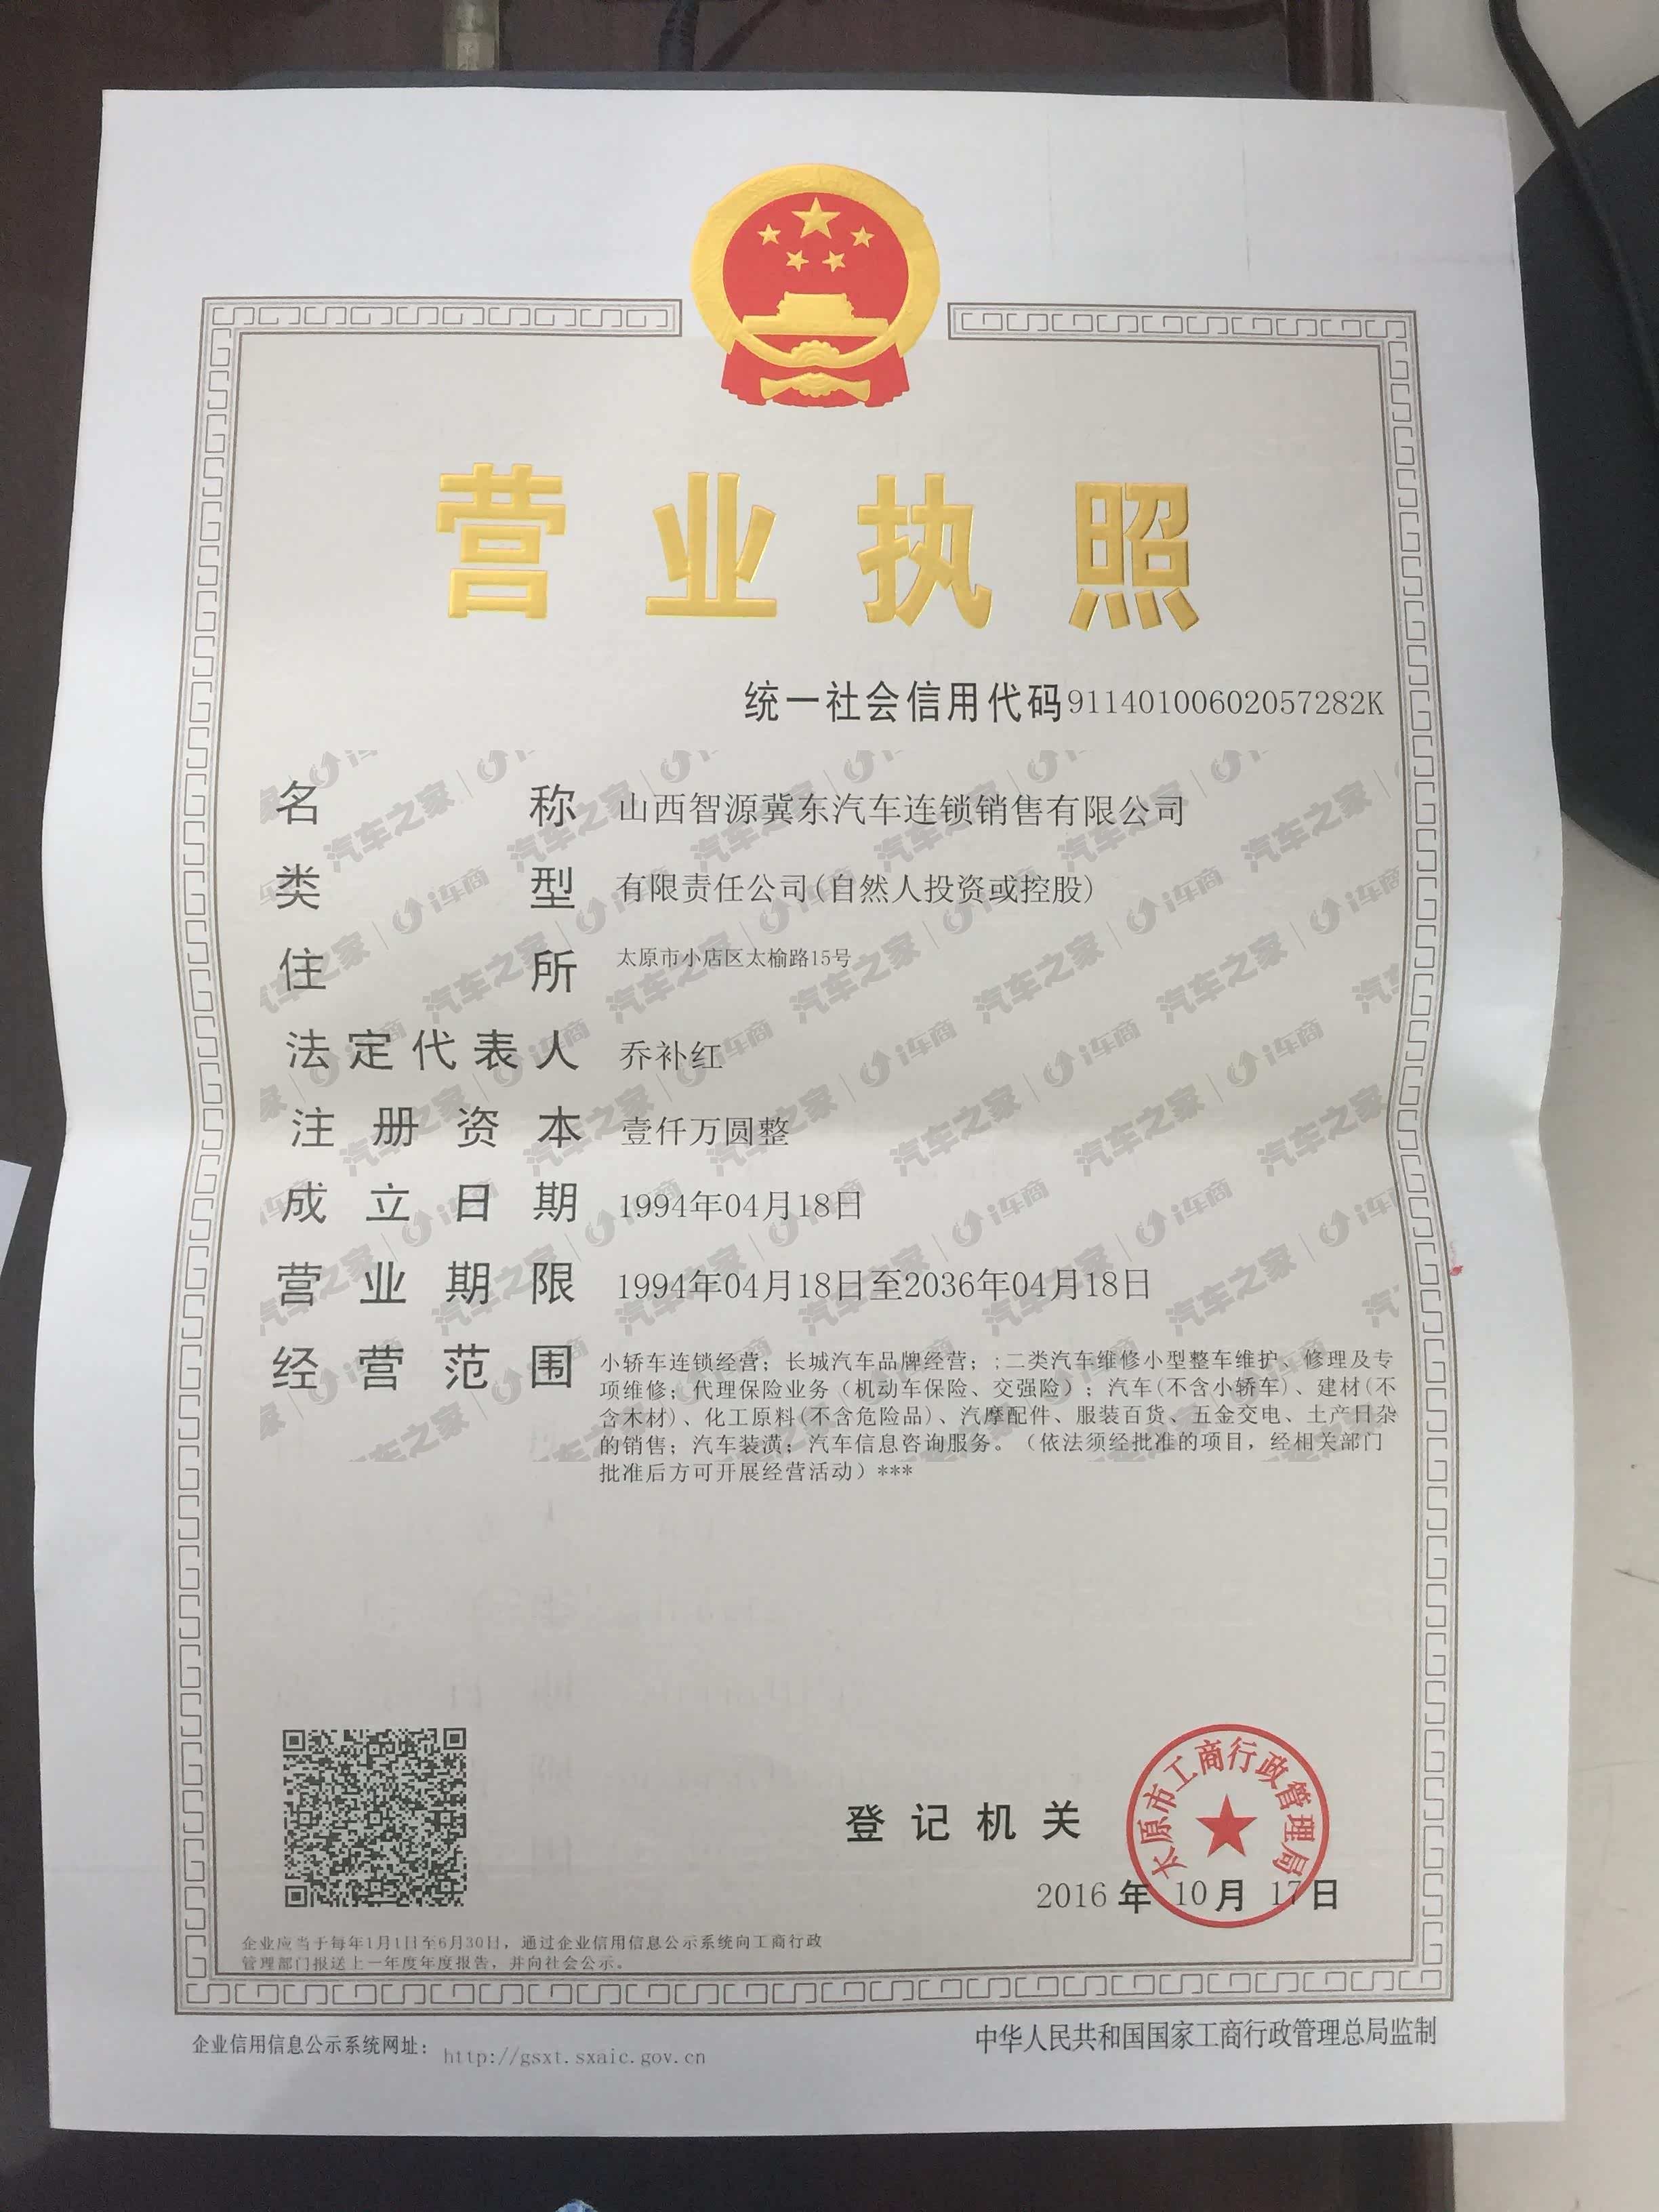 营业执照
统一社会信用代码91140100602057282K
名称 山西智源冀东汽车连锁销售有限公司
类型 有限责任公司(自然人投资或控股)
住所 太原市小店区太榆路15号
法定代表人 乔补红
注册资本 壹仟万圆整
成立日期 1994年04月18日
营业期限 1994年04月18日至2036年04月18日
经营范围 小轿车连锁经营；长城汽车品牌经营；;二类汽车维修小型整车维护、修理及专
项维修；代理保险业务（机动车保险、交强险）；汽车(不含小轿车)、建材(不
含木材)、化工原料(不含危险品)、汽摩配件、服装百货、五金交电、土产日杂
的销售；汽车装潢；汽车信息咨询服务。（依法须经批准的项目，经相关部门
批准后方可开展经营活动）***
汽车之家 i车商
登记机关
太原市工商行政管理局
2016年10月17日
企业应当于每年1月1日至6月30日，通过企业信用信息公示系统向工商行政
管理部门报送上一年度年度报告，并向社会公示。
企业信用信息公示系统网址：http://gsxt.sxaic.gov.cn
中华人民共和国国家工商行政管理总局监制